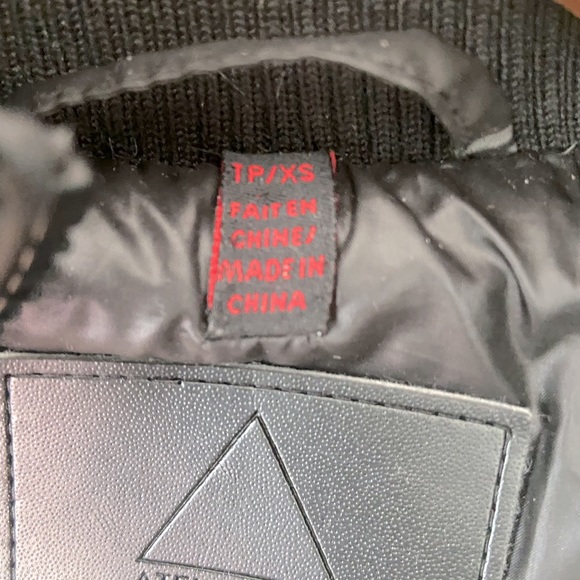 TP/XS
FAIT EN
CHINE/
MADE IN
CHINA